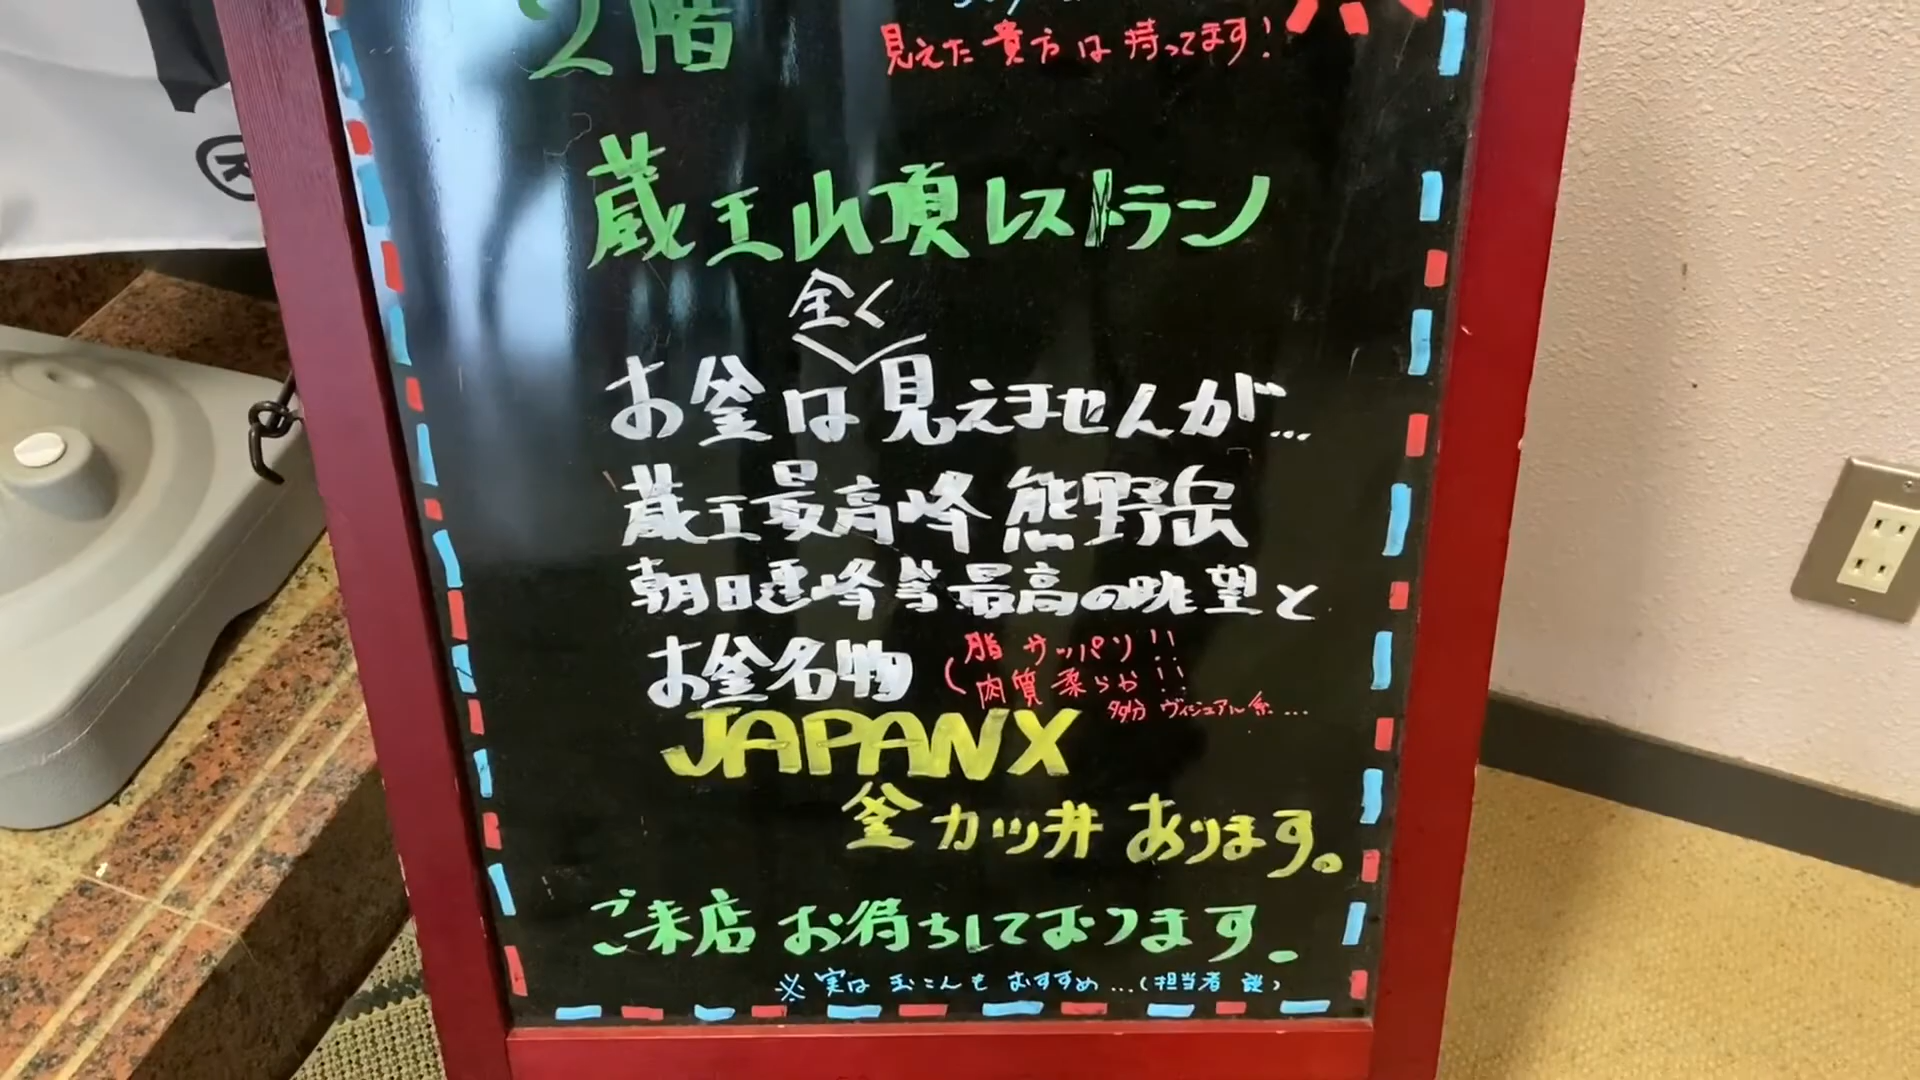 2階
見えた貴方は持ってます!
蔵王山頂レストラン
全く
お釜は見えませんが...
蔵王最高峰 熊野岳
朝日連峰等最高の眺望と
お釜名物
(脂サッパリ!!
肉質柔らか!!
多分ヴィジュアル系...
JAPANX
釜カツ丼 あります。
ご来店 お待ちしております。
※実は玉こんもおすすめ...(担当者談)